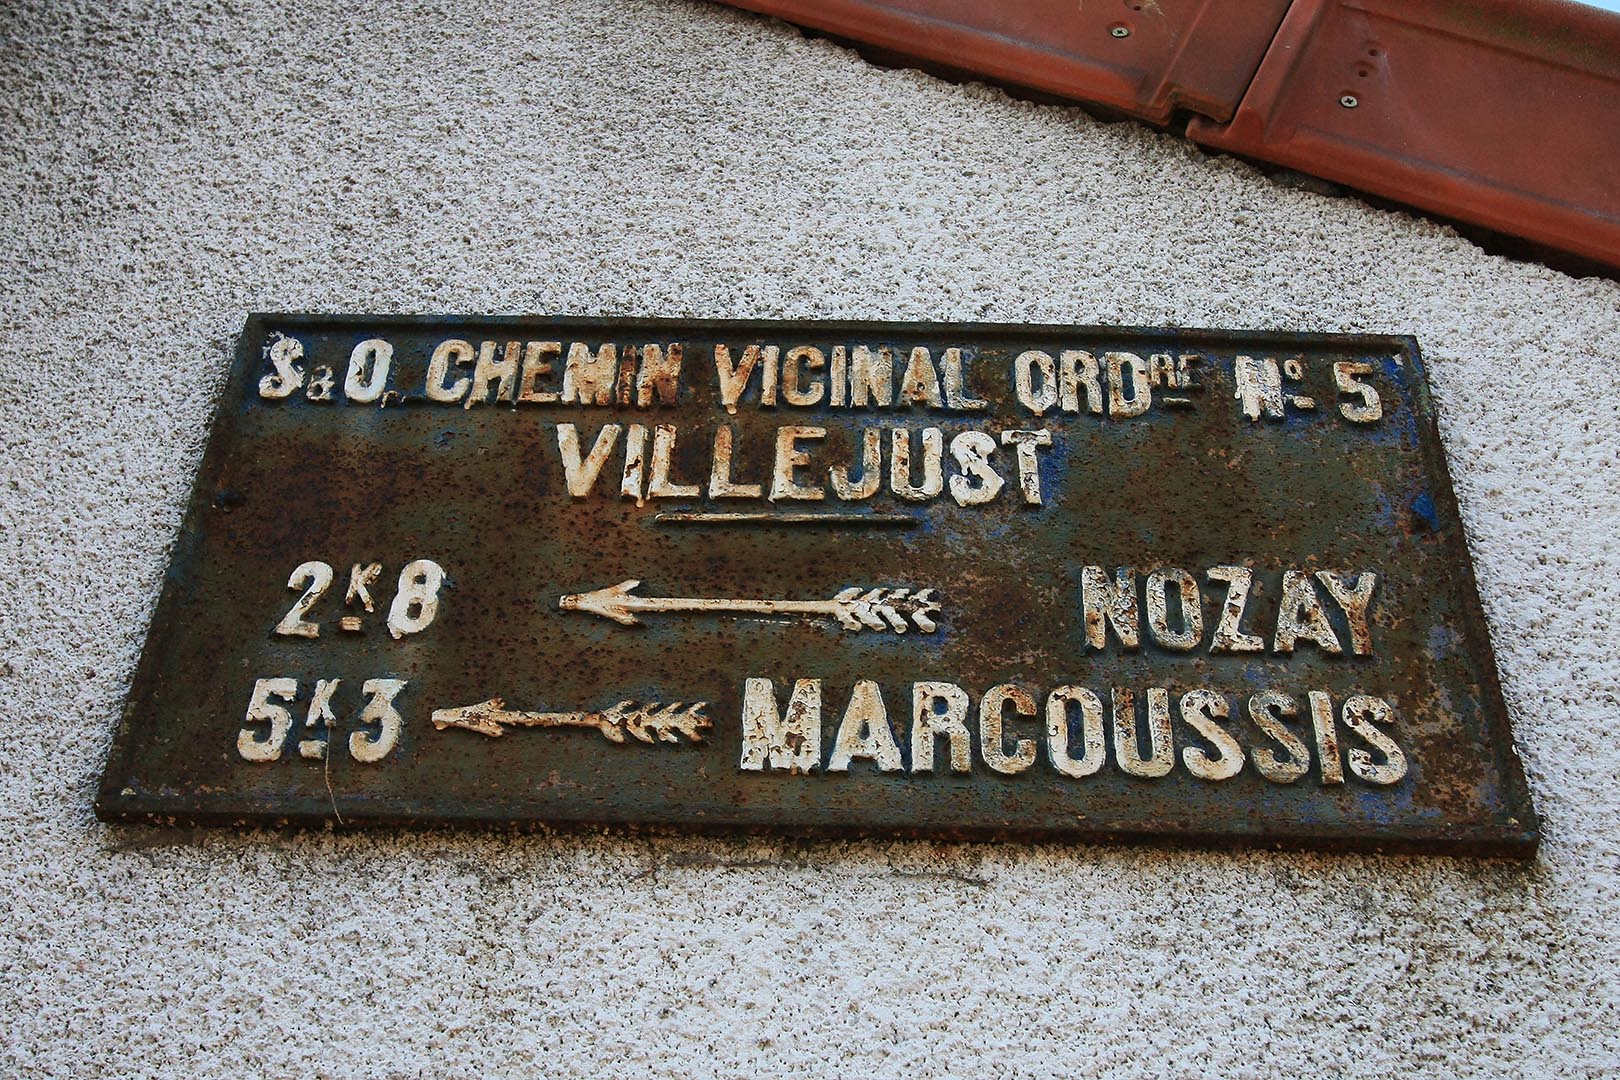 S & O. CHEMIN VICINAL ORDRE No 5
VILLEJUST
2K8 NOZAY
5K3 MARCOUSSIS